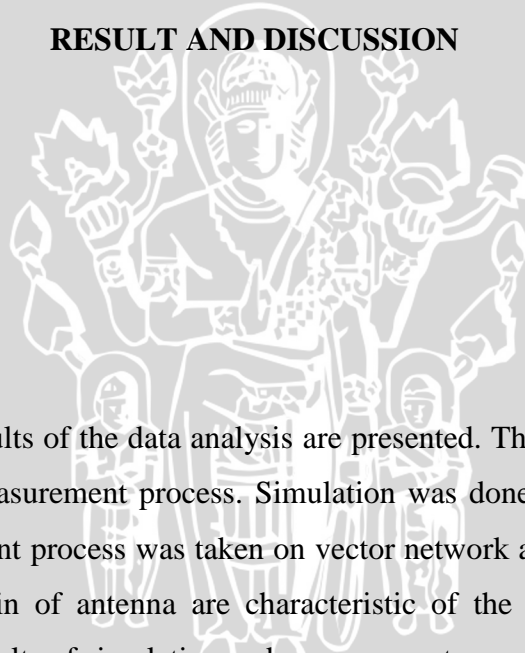 RESULT AND DISCUSSION
ults of the data analysis are presented. Th
asurement process. Simulation was done
nt process was taken on vector network a
in of antenna are characteristic of the